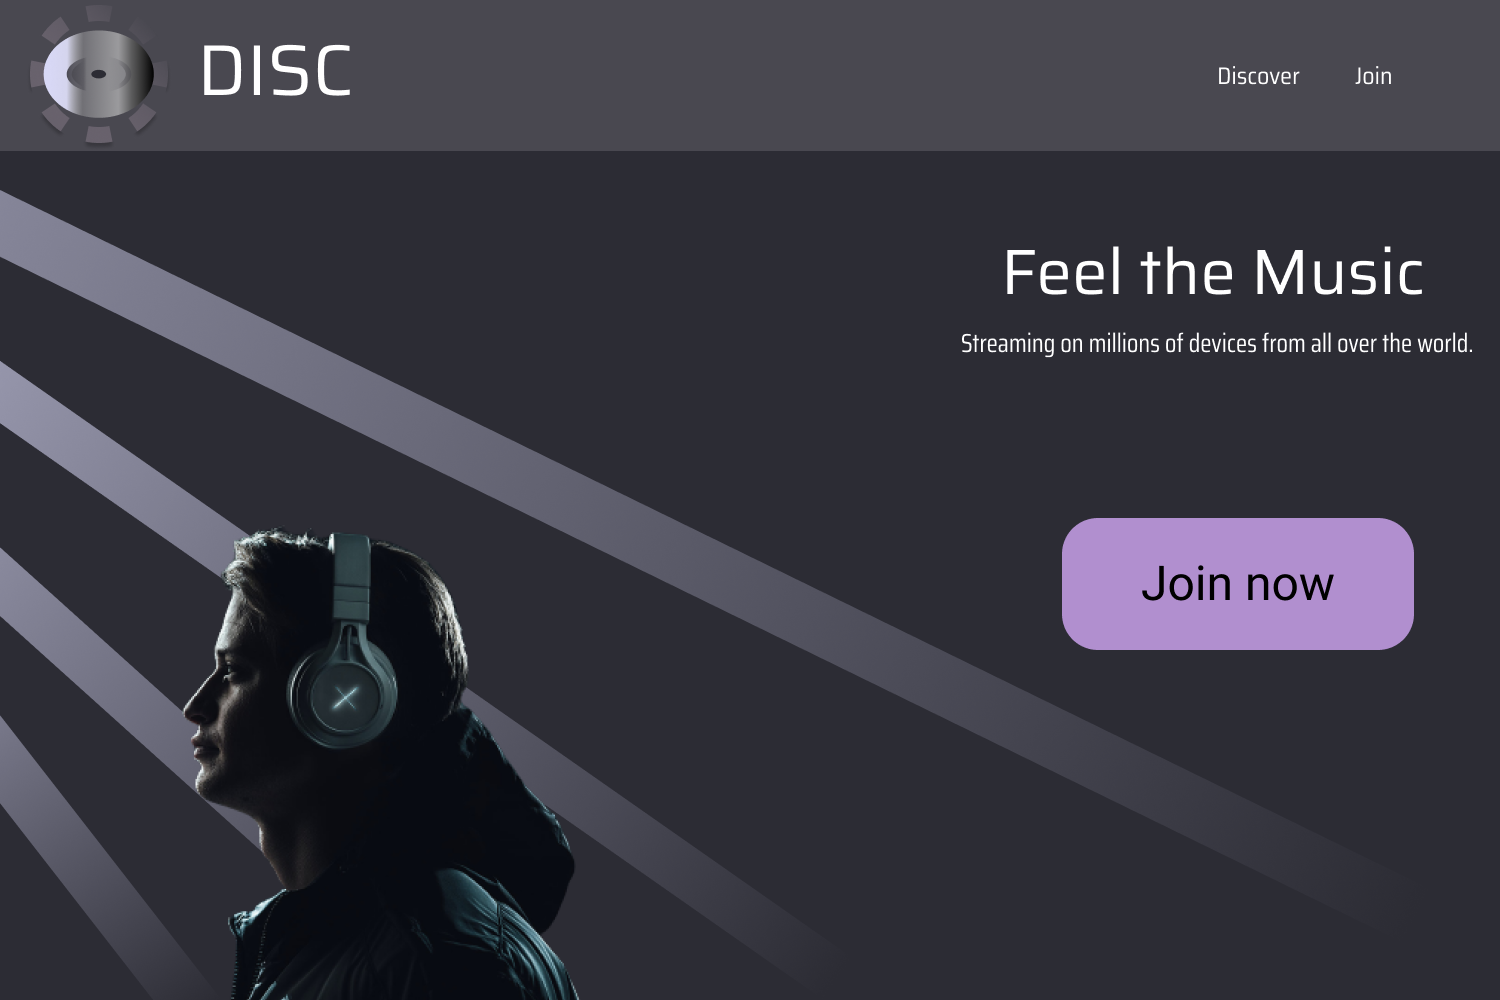 DISC
Discover
Join
Feel the Music
Streaming on millions of devices from all over the world.
Join now